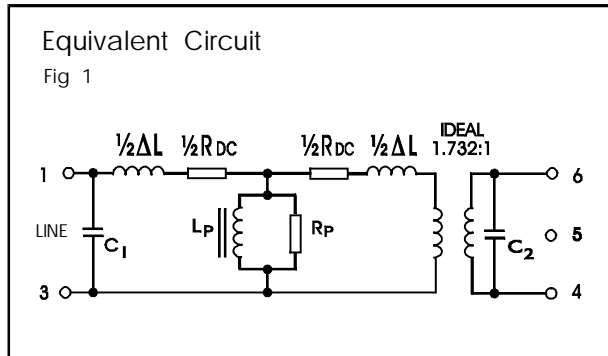 Equivalent Circuit
Fig 1
½ΔL ½RDC ½RDC ½ΔL
IDEAL
1.732:1
1 6
LINE C1 LP RP C2 5
3 4